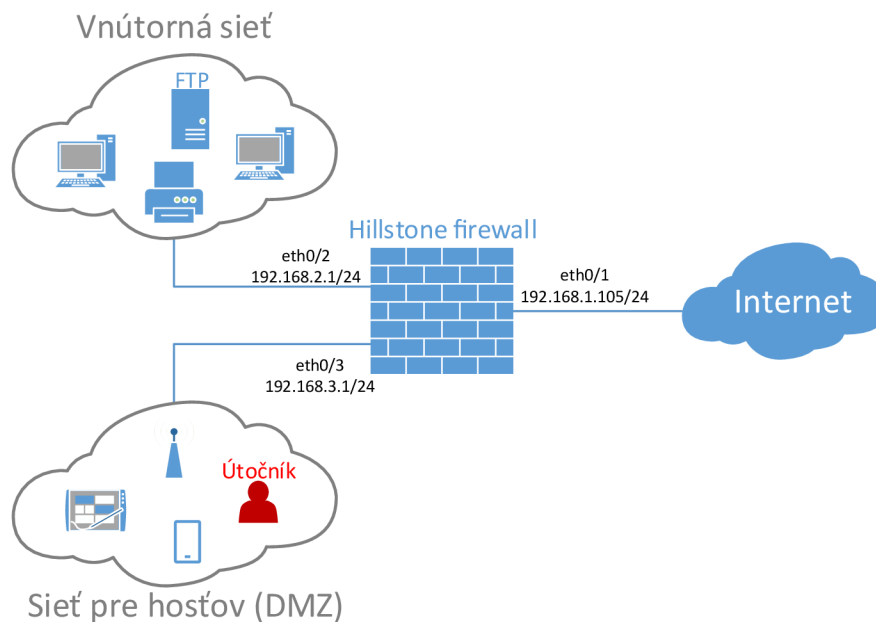 Vnútorná sieť
FTP
Hillstone firewall
eth0/2
192.168.2.1/24
eth0/1
192.168.1.105/24
Internet
eth0/3
192.168.3.1/24
Útočník
Sieť pre hosťov (DMZ)